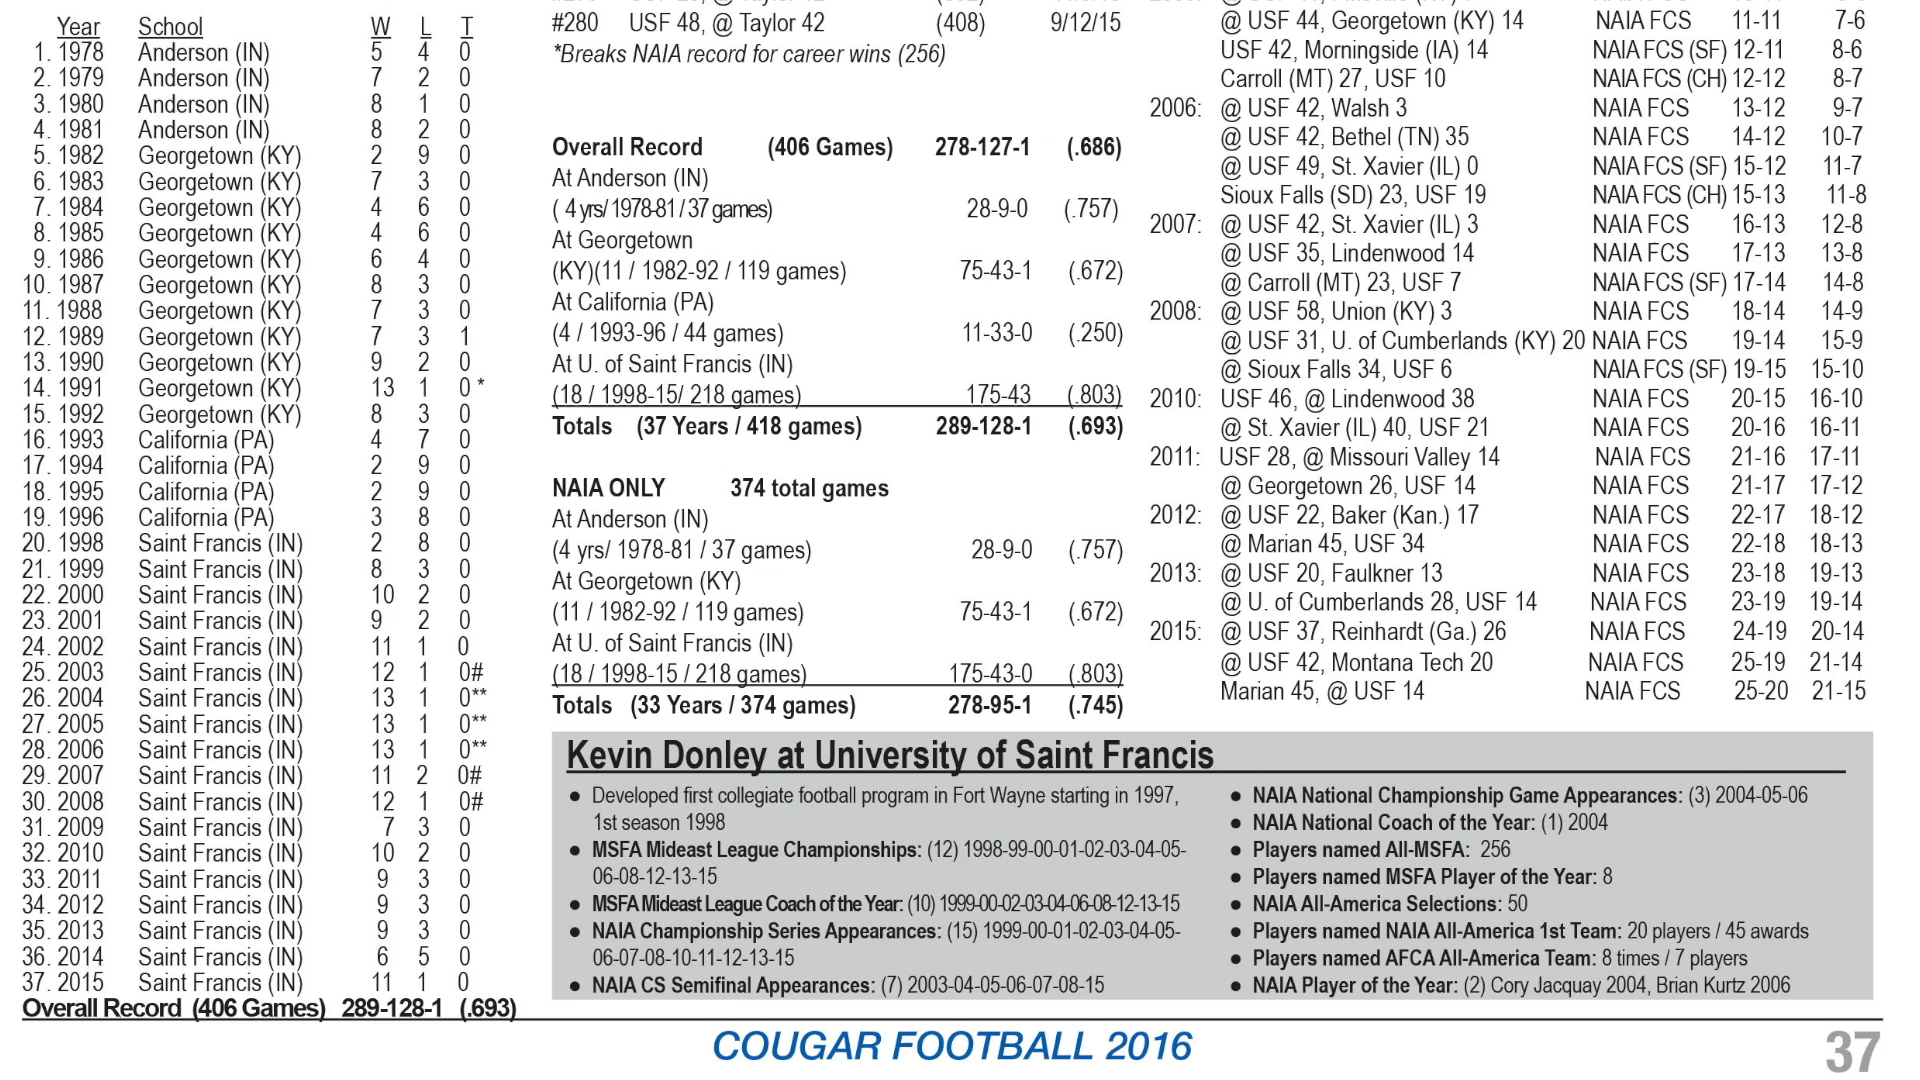 Year School W L T
1. 1978 Anderson (IN) 5 4 0
2. 1979 Anderson (IN) 7 2 0
3. 1980 Anderson (IN) 8 1 0
4. 1981 Anderson (IN) 8 2 0
5. 1982 Georgetown (KY) 2 9 0
6. 1983 Georgetown (KY) 7 3 0
7. 1984 Georgetown (KY) 4 6 0
8. 1985 Georgetown (KY) 4 6 0
9. 1986 Georgetown (KY) 6 4 0
10. 1987 Georgetown (KY) 8 3 0
11. 1988 Georgetown (KY) 7 3 0
12. 1989 Georgetown (KY) 7 3 1
13. 1990 Georgetown (KY) 9 2 0
14. 1991 Georgetown (KY) 13 1 0 *
15. 1992 Georgetown (KY) 8 3 0
16. 1993 California (PA) 4 7 0
17. 1994 California (PA) 2 9 0
18. 1995 California (PA) 2 9 0
19. 1996 California (PA) 3 8 0
20. 1998 Saint Francis (IN) 2 8 0
21. 1999 Saint Francis (IN) 8 3 0
22. 2000 Saint Francis (IN) 10 2 0
23. 2001 Saint Francis (IN) 9 2 0
24. 2002 Saint Francis (IN) 11 1 0
25. 2003 Saint Francis (IN) 12 1 0#
26. 2004 Saint Francis (IN) 13 1 0**
27. 2005 Saint Francis (IN) 13 1 0**
28. 2006 Saint Francis (IN) 13 1 0**
29. 2007 Saint Francis (IN) 11 2 0#
30. 2008 Saint Francis (IN) 12 1 0#
31. 2009 Saint Francis (IN) 7 3 0
32. 2010 Saint Francis (IN) 10 2 0
33. 2011 Saint Francis (IN) 9 3 0
34. 2012 Saint Francis (IN) 9 3 0
35. 2013 Saint Francis (IN) 9 3 0
36. 2014 Saint Francis (IN) 6 5 0
37. 2015 Saint Francis (IN) 11 1 0
Overall Record (406 Games) 289-128-1 (.693)
#280 USF 48, @ Taylor 42 (408) 9/12/15
*Breaks NAIA record for career wins (256)
Overall Record (406 Games) 278-127-1 (.686)
At Anderson (IN)
( 4 yrs/ 1978-81 / 37 games) 28-9-0 (.757)
At Georgetown
(KY)(11 / 1982-92 / 119 games) 75-43-1 (.672)
At California (PA)
(4 / 1993-96 / 44 games) 11-33-0 (.250)
At U. of Saint Francis (IN)
(18 / 1998-15/ 218 games) 175-43 (.803)
Totals (37 Years / 418 games) 289-128-1 (.693)
NAIA ONLY 374 total games
At Anderson (IN)
(4 yrs/ 1978-81 / 37 games) 28-9-0 (.757)
At Georgetown (KY)
(11 / 1982-92 / 119 games) 75-43-1 (.672)
At U. of Saint Francis (IN)
(18 / 1998-15 / 218 games) 175-43-0 (.803)
Totals (33 Years / 374 games) 278-95-1 (.745)
@ USF 44, Georgetown (KY) 14 NAIA FCS 11-11 7-6
USF 42, Morningside (IA) 14 NAIA FCS (SF) 12-11 8-6
Carroll (MT) 27, USF 10 NAIA FCS (CH) 12-12 8-7
2006: @ USF 42, Walsh 3 NAIA FCS 13-12 9-7
@ USF 42, Bethel (TN) 35 NAIA FCS 14-12 10-7
@ USF 49, St. Xavier (IL) 0 NAIA FCS (SF) 15-12 11-7
Sioux Falls (SD) 23, USF 19 NAIA FCS (CH) 15-13 11-8
2007: @ USF 42, St. Xavier (IL) 3 NAIA FCS 16-13 12-8
@ USF 35, Lindenwood 14 NAIA FCS 17-13 13-8
@ Carroll (MT) 23, USF 7 NAIA FCS (SF) 17-14 14-8
2008: @ USF 58, Union (KY) 3 NAIA FCS 18-14 14-9
@ USF 31, U. of Cumberlands (KY) 20 NAIA FCS 19-14 15-9
@ Sioux Falls 34, USF 6 NAIA FCS (SF) 19-15 15-10
2010: USF 46, @ Lindenwood 38 NAIA FCS 20-15 16-10
@ St. Xavier (IL) 40, USF 21 NAIA FCS 20-16 16-11
2011: USF 28, @ Missouri Valley 14 NAIA FCS 21-16 17-11
@ Georgetown 26, USF 14 NAIA FCS 21-17 17-12
2012: @ USF 22, Baker (Kan.) 17 NAIA FCS 22-17 18-12
@ Marian 45, USF 34 NAIA FCS 22-18 18-13
2013: @ USF 20, Faulkner 13 NAIA FCS 23-18 19-13
@ U. of Cumberlands 28, USF 14 NAIA FCS 23-19 19-14
2015: @ USF 37, Reinhardt (Ga.) 26 NAIA FCS 24-19 20-14
@ USF 42, Montana Tech 20 NAIA FCS 25-19 21-14
Marian 45, @ USF 14 NAIA FCS 25-20 21-15
Kevin Donley at University of Saint Francis
● Developed first collegiate football program in Fort Wayne starting in 1997,
1st season 1998
● MSFA Mideast League Championships: (12) 1998-99-00-01-02-03-04-05-
06-08-12-13-15
● MSFA Mideast League Coach of the Year: (10) 1999-00-02-03-04-06-08-12-13-15
● NAIA Championship Series Appearances: (15) 1999-00-01-02-03-04-05-
06-07-08-10-11-12-13-15
● NAIA CS Semifinal Appearances: (7) 2003-04-05-06-07-08-15
● NAIA National Championship Game Appearances: (3) 2004-05-06
● NAIA National Coach of the Year: (1) 2004
● Players named All-MSFA: 256
● Players named MSFA Player of the Year: 8
● NAIA All-America Selections: 50
● Players named NAIA All-America 1st Team: 20 players / 45 awards
● Players named AFCA All-America Team: 8 times / 7 players
● NAIA Player of the Year: (2) Cory Jacquay 2004, Brian Kurtz 2006
COUGAR FOOTBALL 2016
37